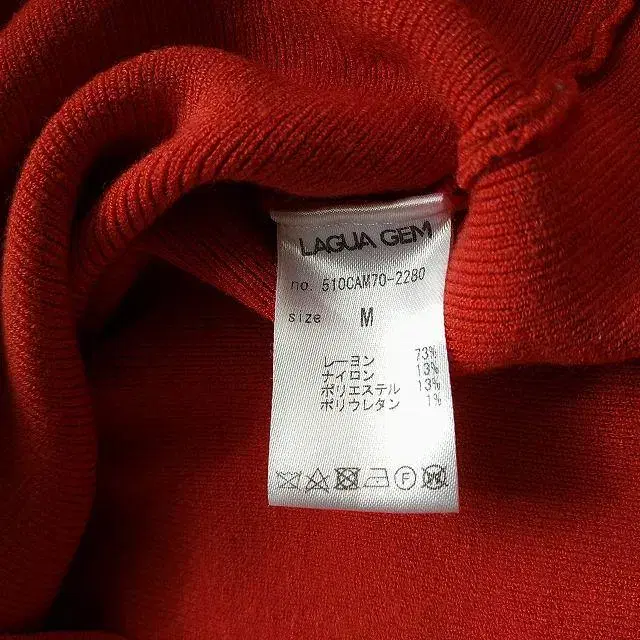 LAGUA GEM
no. 510CAM70-2280
size M
レーヨン 73%
ナイロン 13%
ポリエステル 13%
ポリウレタン 1%
F W